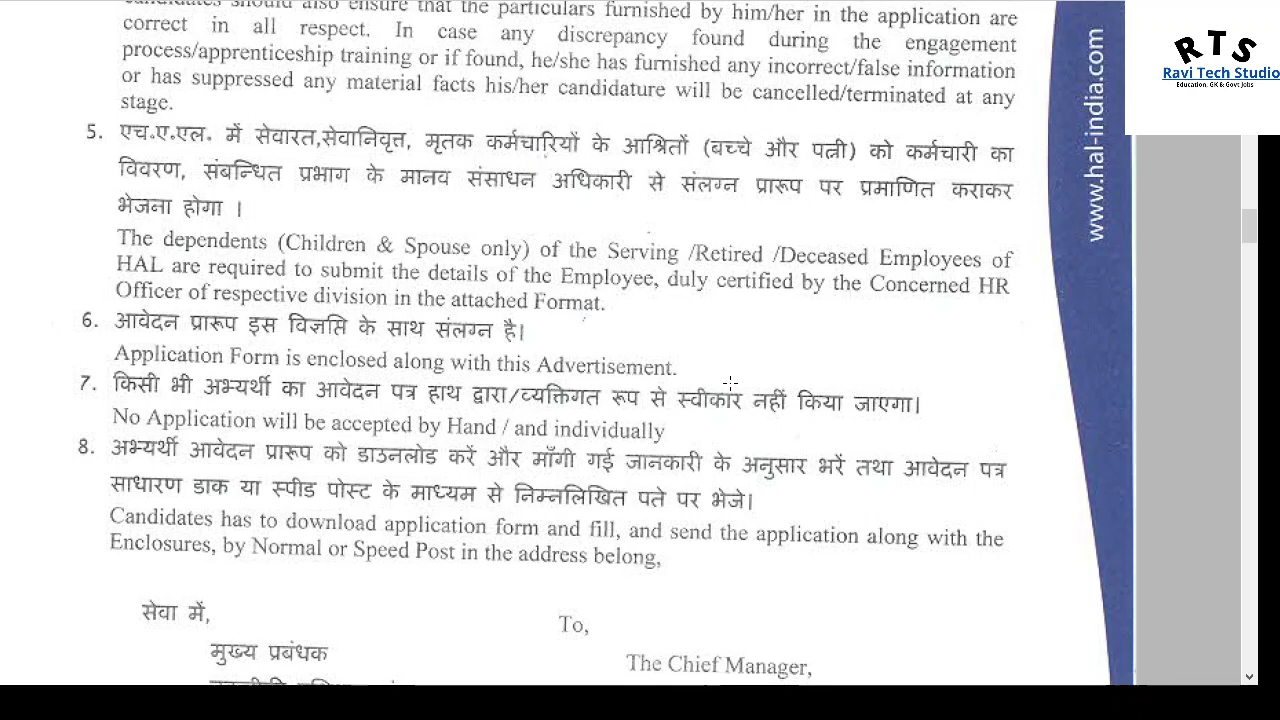 candidates should also ensure that the particulars furnished by him/her in the application are
correct in all respect. In case any discrepancy found during the engagement
process/apprenticeship training or if found, he/she has furnished any incorrect/false information
or has suppressed any material facts his/her candidature will be cancelled/terminated at any
stage.
5. एच.ए.एल. में सेवारत,सेवानिवृत्त, मृतक कर्मचारियों के आश्रितों (बच्चे और पत्नी) को कर्मचारी का
विवरण, संबन्धित प्रभाग के मानव संसाधन अधिकारी से संलग्न प्रारूप पर प्रमाणित कराकर
भेजना होगा ।
The dependents (Children & Spouse only) of the Serving /Retired /Deceased Employees of
HAL are required to submit the details of the Employee, duly certified by the Concerned HR
Officer of respective division in the attached Format.
6. आवेदन प्रारूप इस विज्ञप्ति के साथ संलग्न है।
Application Form is enclosed along with this Advertisement.
7. किसी भी अभ्यर्थी का आवेदन पत्र हाथ द्वारा/व्यक्तिगत रूप से स्वीकार नहीं किया जाएगा।
No Application will be accepted by Hand / and individually
8. अभ्यर्थी आवेदन प्रारूप को डाउनलोड करें और माँगी गई जानकारी के अनुसार भरें तथा आवेदन पत्र
साधारण डाक या स्पीड पोस्ट के माध्यम से निम्नलिखित पते पर भेजे।
Candidates has to download application form and fill, and send the application along with the
Enclosures, by Normal or Speed Post in the address belong,
सेवा में,
To,
मुख्य प्रबंधक
The Chief Manager,
www.hal-india.com
RTS
Ravi Tech Studio
Education, GK & Govt Jobs